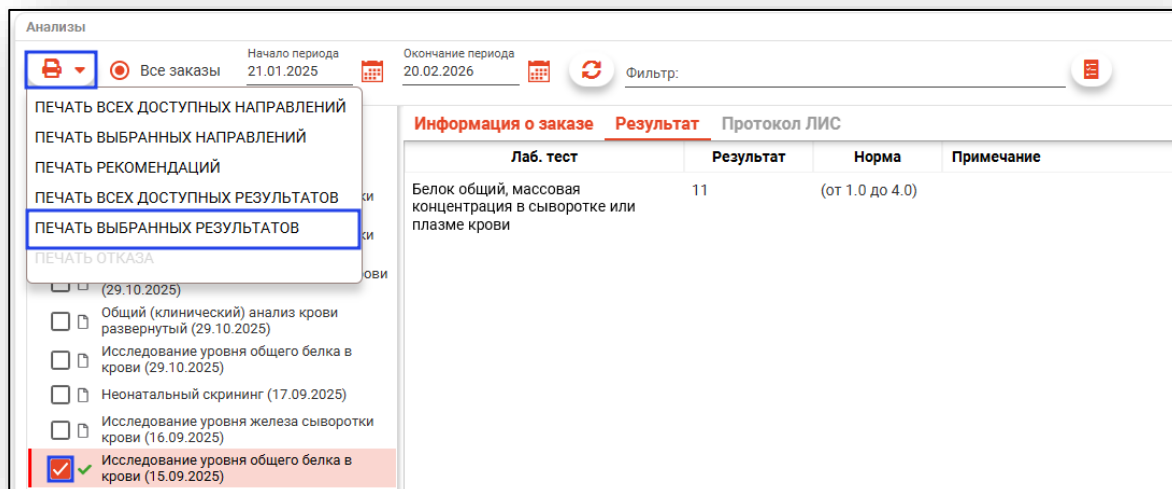 Анализы
Все заказы
Начало периода
21.01.2025
Окончание периода
20.02.2026
Фильтр:
ПЕЧАТЬ ВСЕХ ДОСТУПНЫХ НАПРАВЛЕНИЙ
ПЕЧАТЬ ВЫБРАННЫХ НАПРАВЛЕНИЙ
ПЕЧАТЬ РЕКОМЕНДАЦИЙ
ПЕЧАТЬ ВСЕХ ДОСТУПНЫХ РЕЗУЛЬТАТОВ
ки
ПЕЧАТЬ ВЫБРАННЫХ РЕЗУЛЬТАТОВ
ки
ПЕЧАТЬ ОТКАЗА
ови
(29.10.2025)
Общий (клинический) анализ крови
развернутый (29.10.2025)
Исследование уровня общего белка в
крови (29.10.2025)
Неонатальный скрининг (17.09.2025)
Исследование уровня железа сыворотки
крови (16.09.2025)
Исследование уровня общего белка в
крови (15.09.2025)
Информация о заказе Результат Протокол ЛИС
Лаб. тест Результат Норма Примечание
Белок общий, массовая 11 (от 1.0 до 4.0)
концентрация в сыворотке или
плазме крови